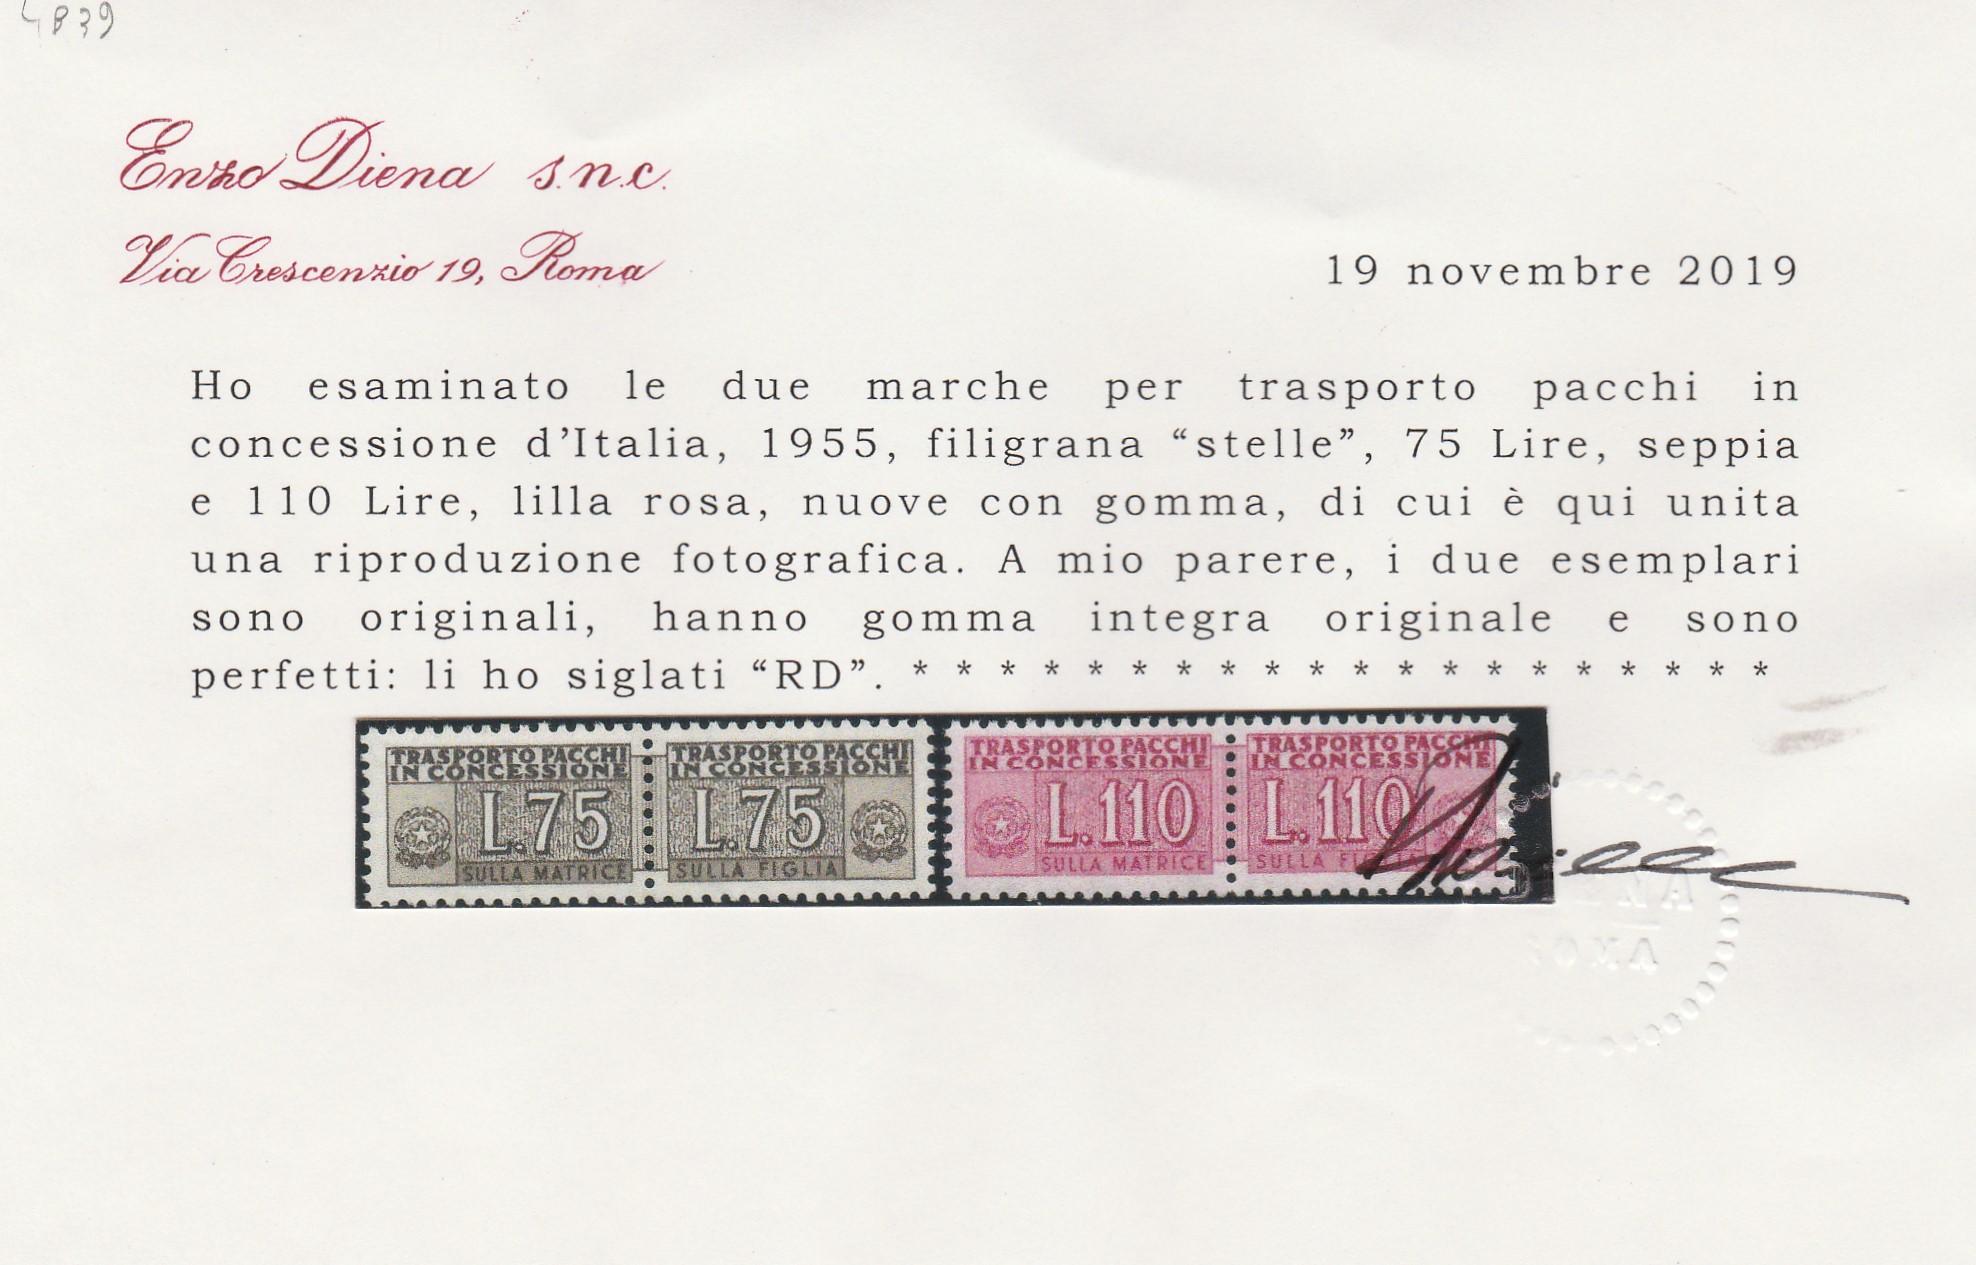 4839
Enzo Diena s.n.c.
Via Crescenzio 19, Roma
19 novembre 2019
Ho esaminato le due marche per trasporto pacchi in
concessione d’Italia, 1955, filigrana “stelle”, 75 Lire, seppia
e 110 Lire, lilla rosa, nuove con gomma, di cui è qui unita
una riproduzione fotografica. A mio parere, i due esemplari
sono originali, hanno gomma integra originale e sono
perfetti: li ho siglati “RD”. * * * * * * * * * * * * * * * * * * * * * * * * * * * * * *
TRASPORTO PACCHI
IN CONCESSIONE
L.75
SULLA MATRICE
TRASPORTO PACCHI
IN CONCESSIONE
L.75
SULLA FIGLIA
TRASPORTO PACCHI
IN CONCESSIONE
L.110
SULLA MATRICE
TRASPORTO PACCHI
IN CONCESSIONE
L.110
SULLA FIGLIA